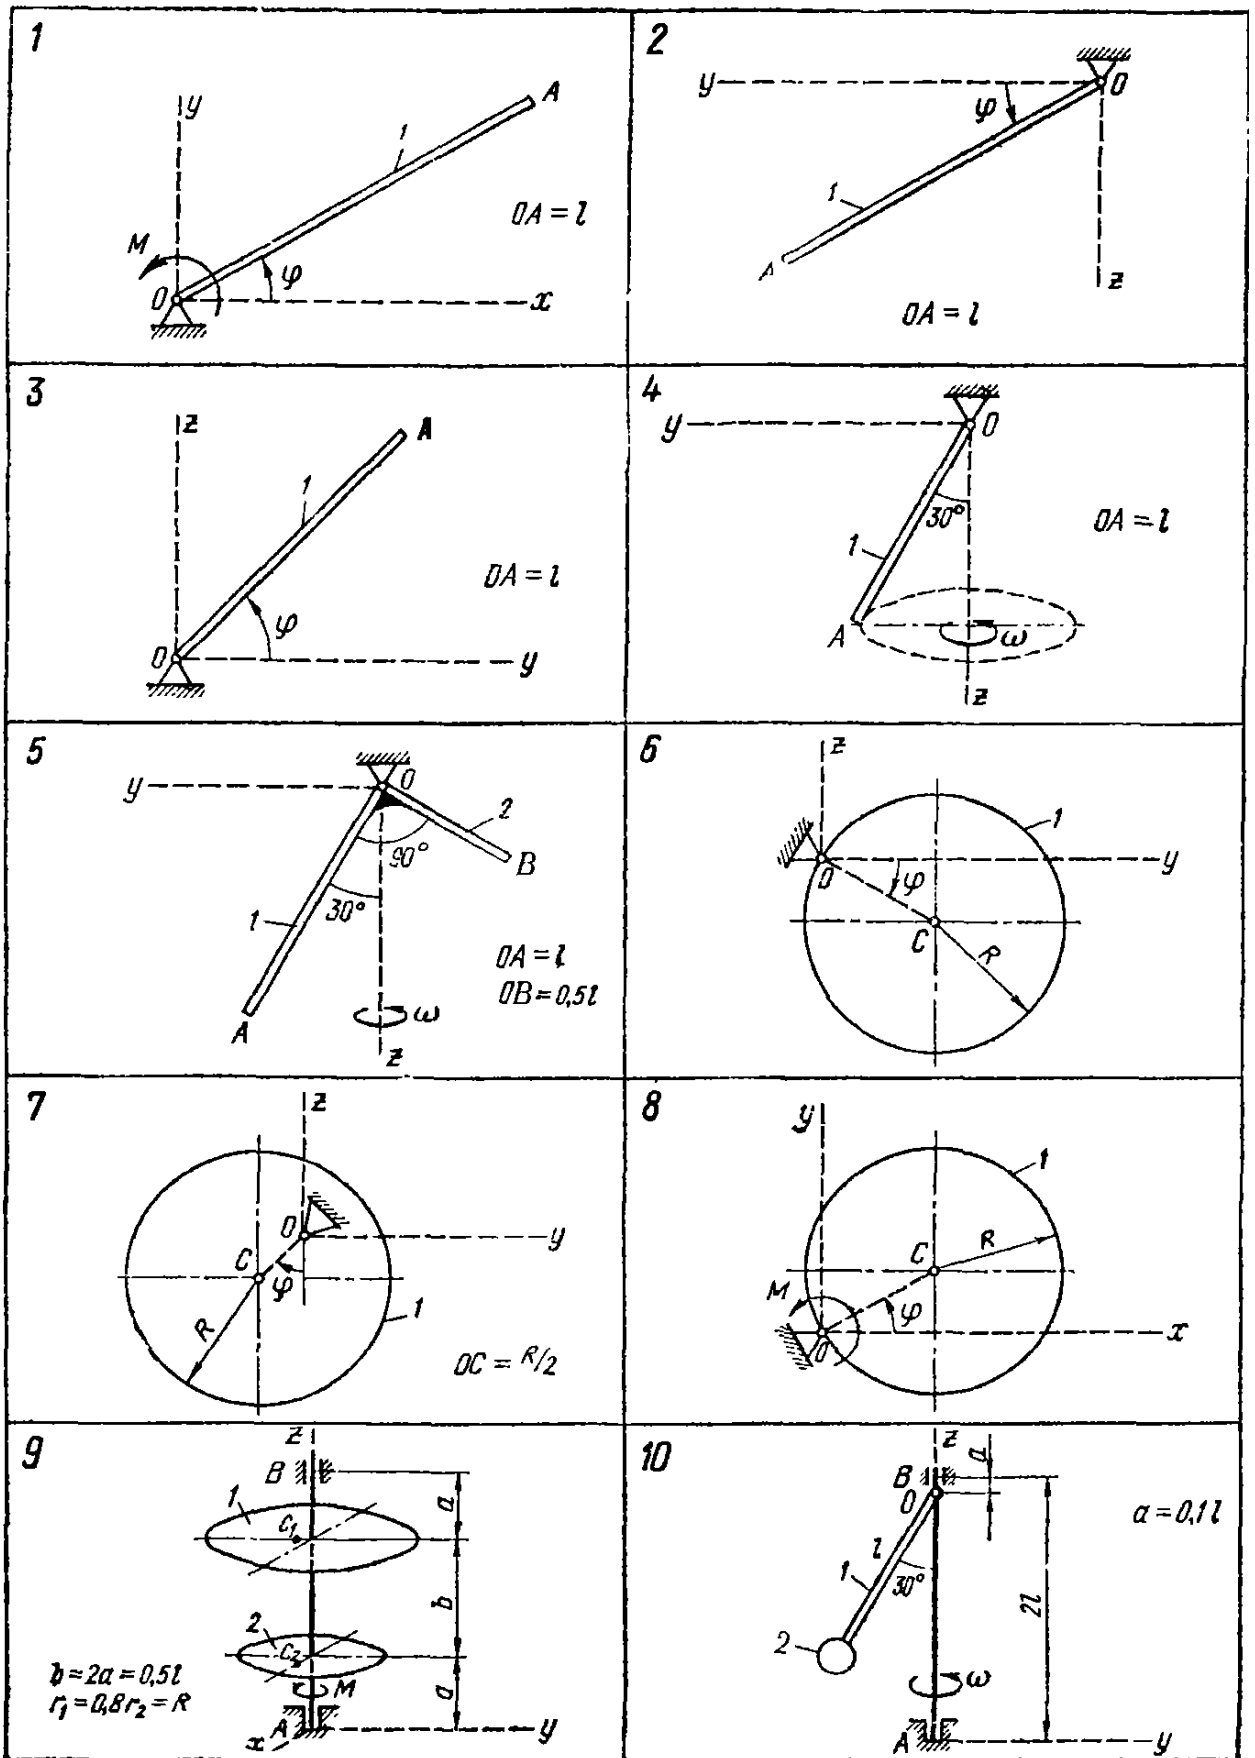 1
y
A
1
OA = l
M
φ
O
x
2
y
O
φ
1
A
z
OA = l
3
z
A
1
OA = l
φ
O
y
4
y
O
30°
OA = l
1
A
ω
z
5
y
O
2
90°
B
30°
1
OA = l
OB = 0,5l
A
ω
z
6
z
1
O
y
φ
C
R
7
z
O
y
C
φ
R
1
OC = R/2
8
y
1
C
R
M
φ
O
x
9
z
B
1
a
C₁
b
2
C₂
b = 2a = 0,5l
r₁ = 0,8r₂ = R
M
a
A
x
y
10
z
a
B
O
a = 0,1l
l
1
30°
2l
2
ω
A
y